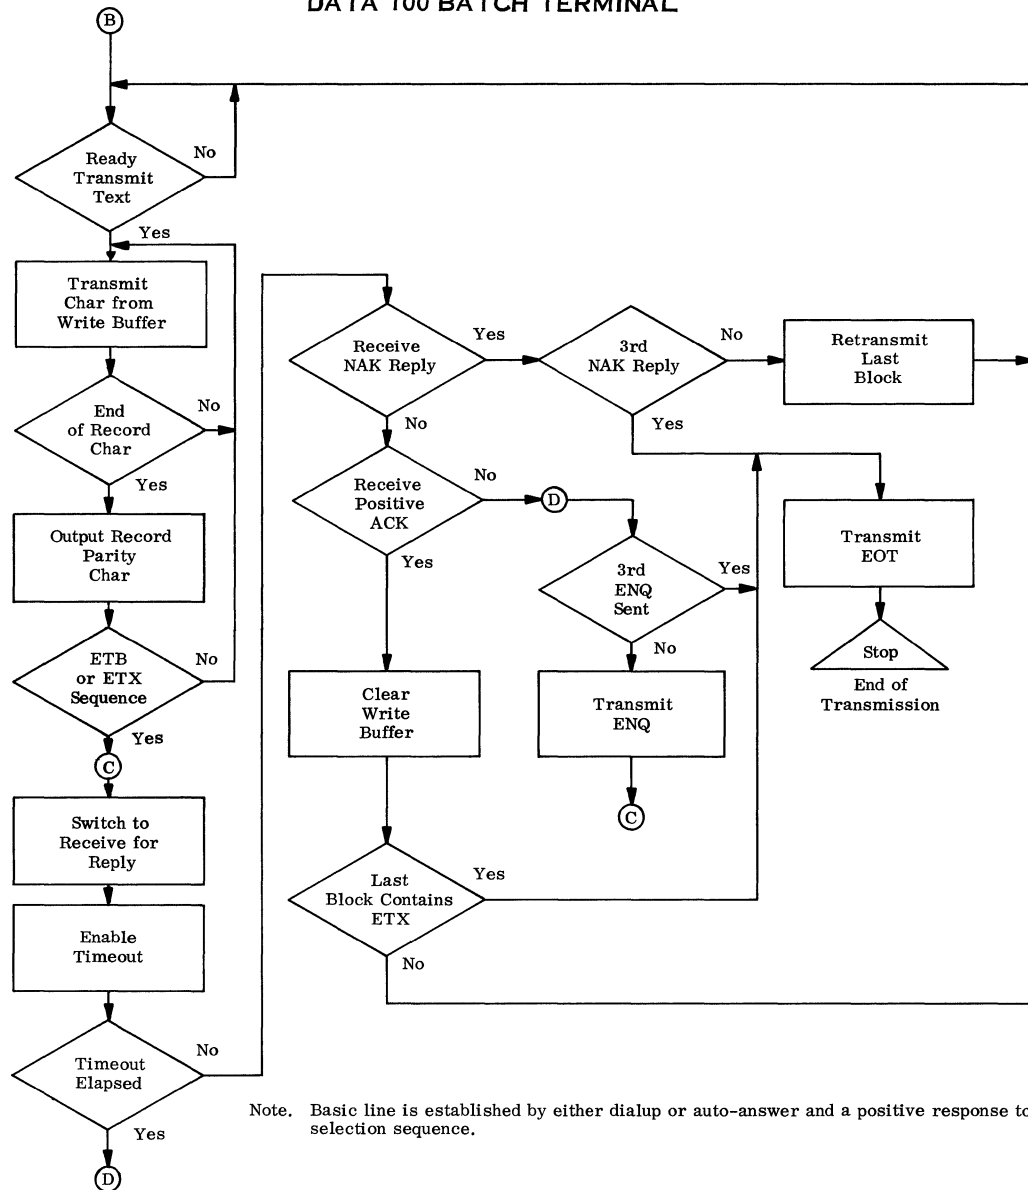 DATA 100 BATCH TERMINAL
B
Ready
Transmit
Text
No
Yes
Transmit
Char from
Write Buffer
End
of Record
Char
No
Yes
Output Record
Parity
Char
ETB
or ETX
Sequence
No
Yes
C
Switch to
Receive for
Reply
Enable
Timeout
Timeout
Elapsed
No
Yes
D
Receive
NAK Reply
Yes
No
3rd
NAK Reply
No
Yes
Retransmit
Last
Block
Receive
Positive
ACK
No
Yes
D
3rd
ENQ
Sent
Yes
No
Transmit
ENQ
C
Transmit
EOT
Stop
End of
Transmission
Clear
Write
Buffer
Last
Block Contains
ETX
Yes
No
Note. Basic line is established by either dialup or auto-answer and a positive response to
selection sequence.